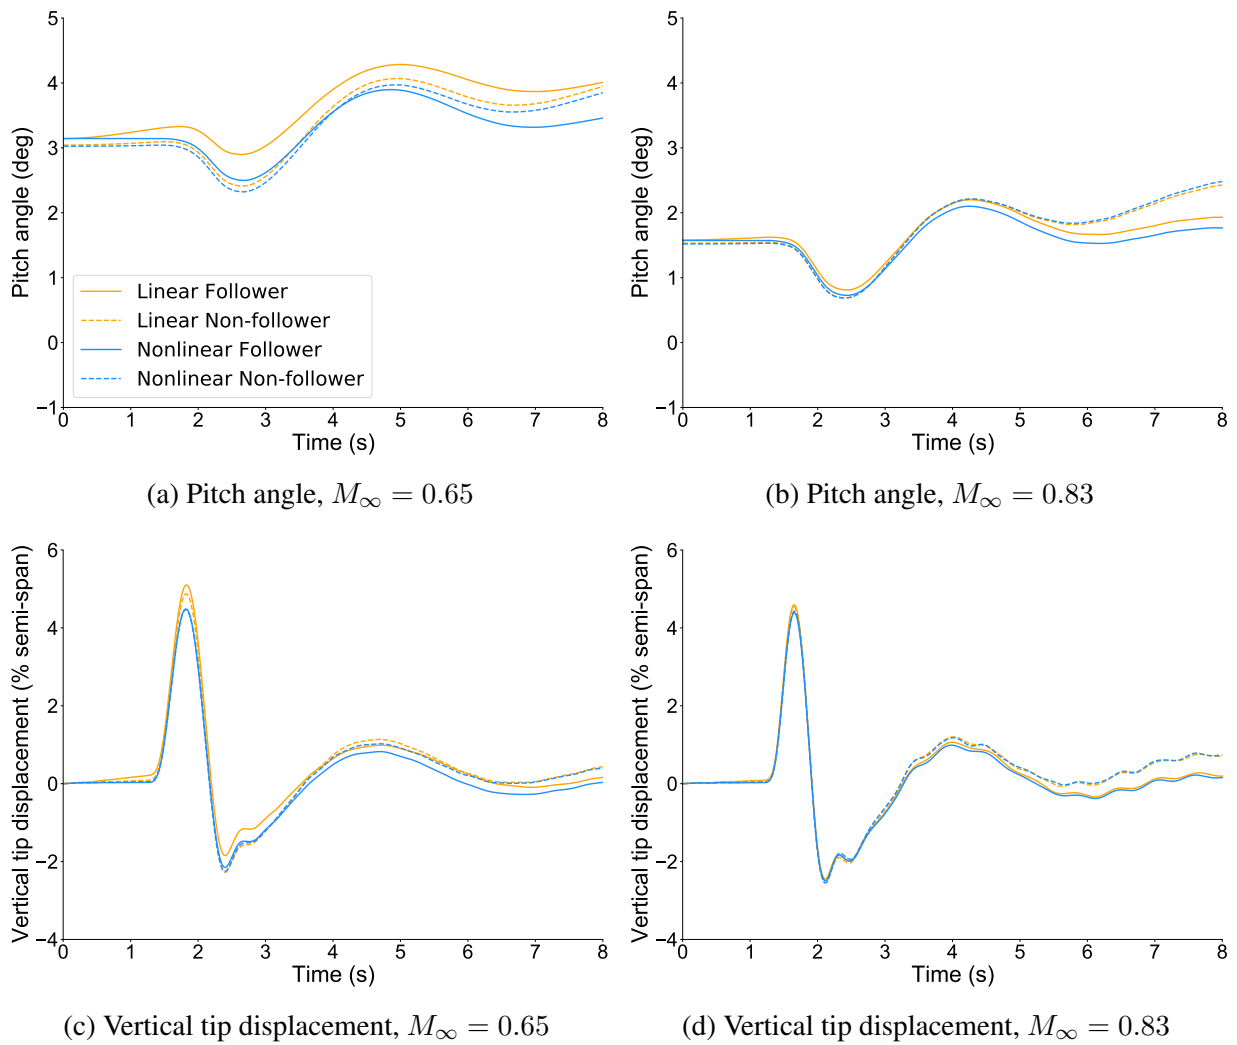 5
4
3
2
1
0
−1
Pitch angle (deg)
Linear Follower
Linear Non-follower
Nonlinear Follower
Nonlinear Non-follower
0 1 2 3 4 5 6 7 8
Time (s)
(a) Pitch angle, M∞ = 0.65
5
4
3
2
1
0
−1
Pitch angle (deg)
0 1 2 3 4 5 6 7 8
Time (s)
(b) Pitch angle, M∞ = 0.83
6
4
2
0
−2
−4
Vertical tip displacement (% semi-span)
0 1 2 3 4 5 6 7 8
Time (s)
(c) Vertical tip displacement, M∞ = 0.65
6
4
2
0
−2
−4
Vertical tip displacement (% semi-span)
0 1 2 3 4 5 6 7 8
Time (s)
(d) Vertical tip displacement, M∞ = 0.83